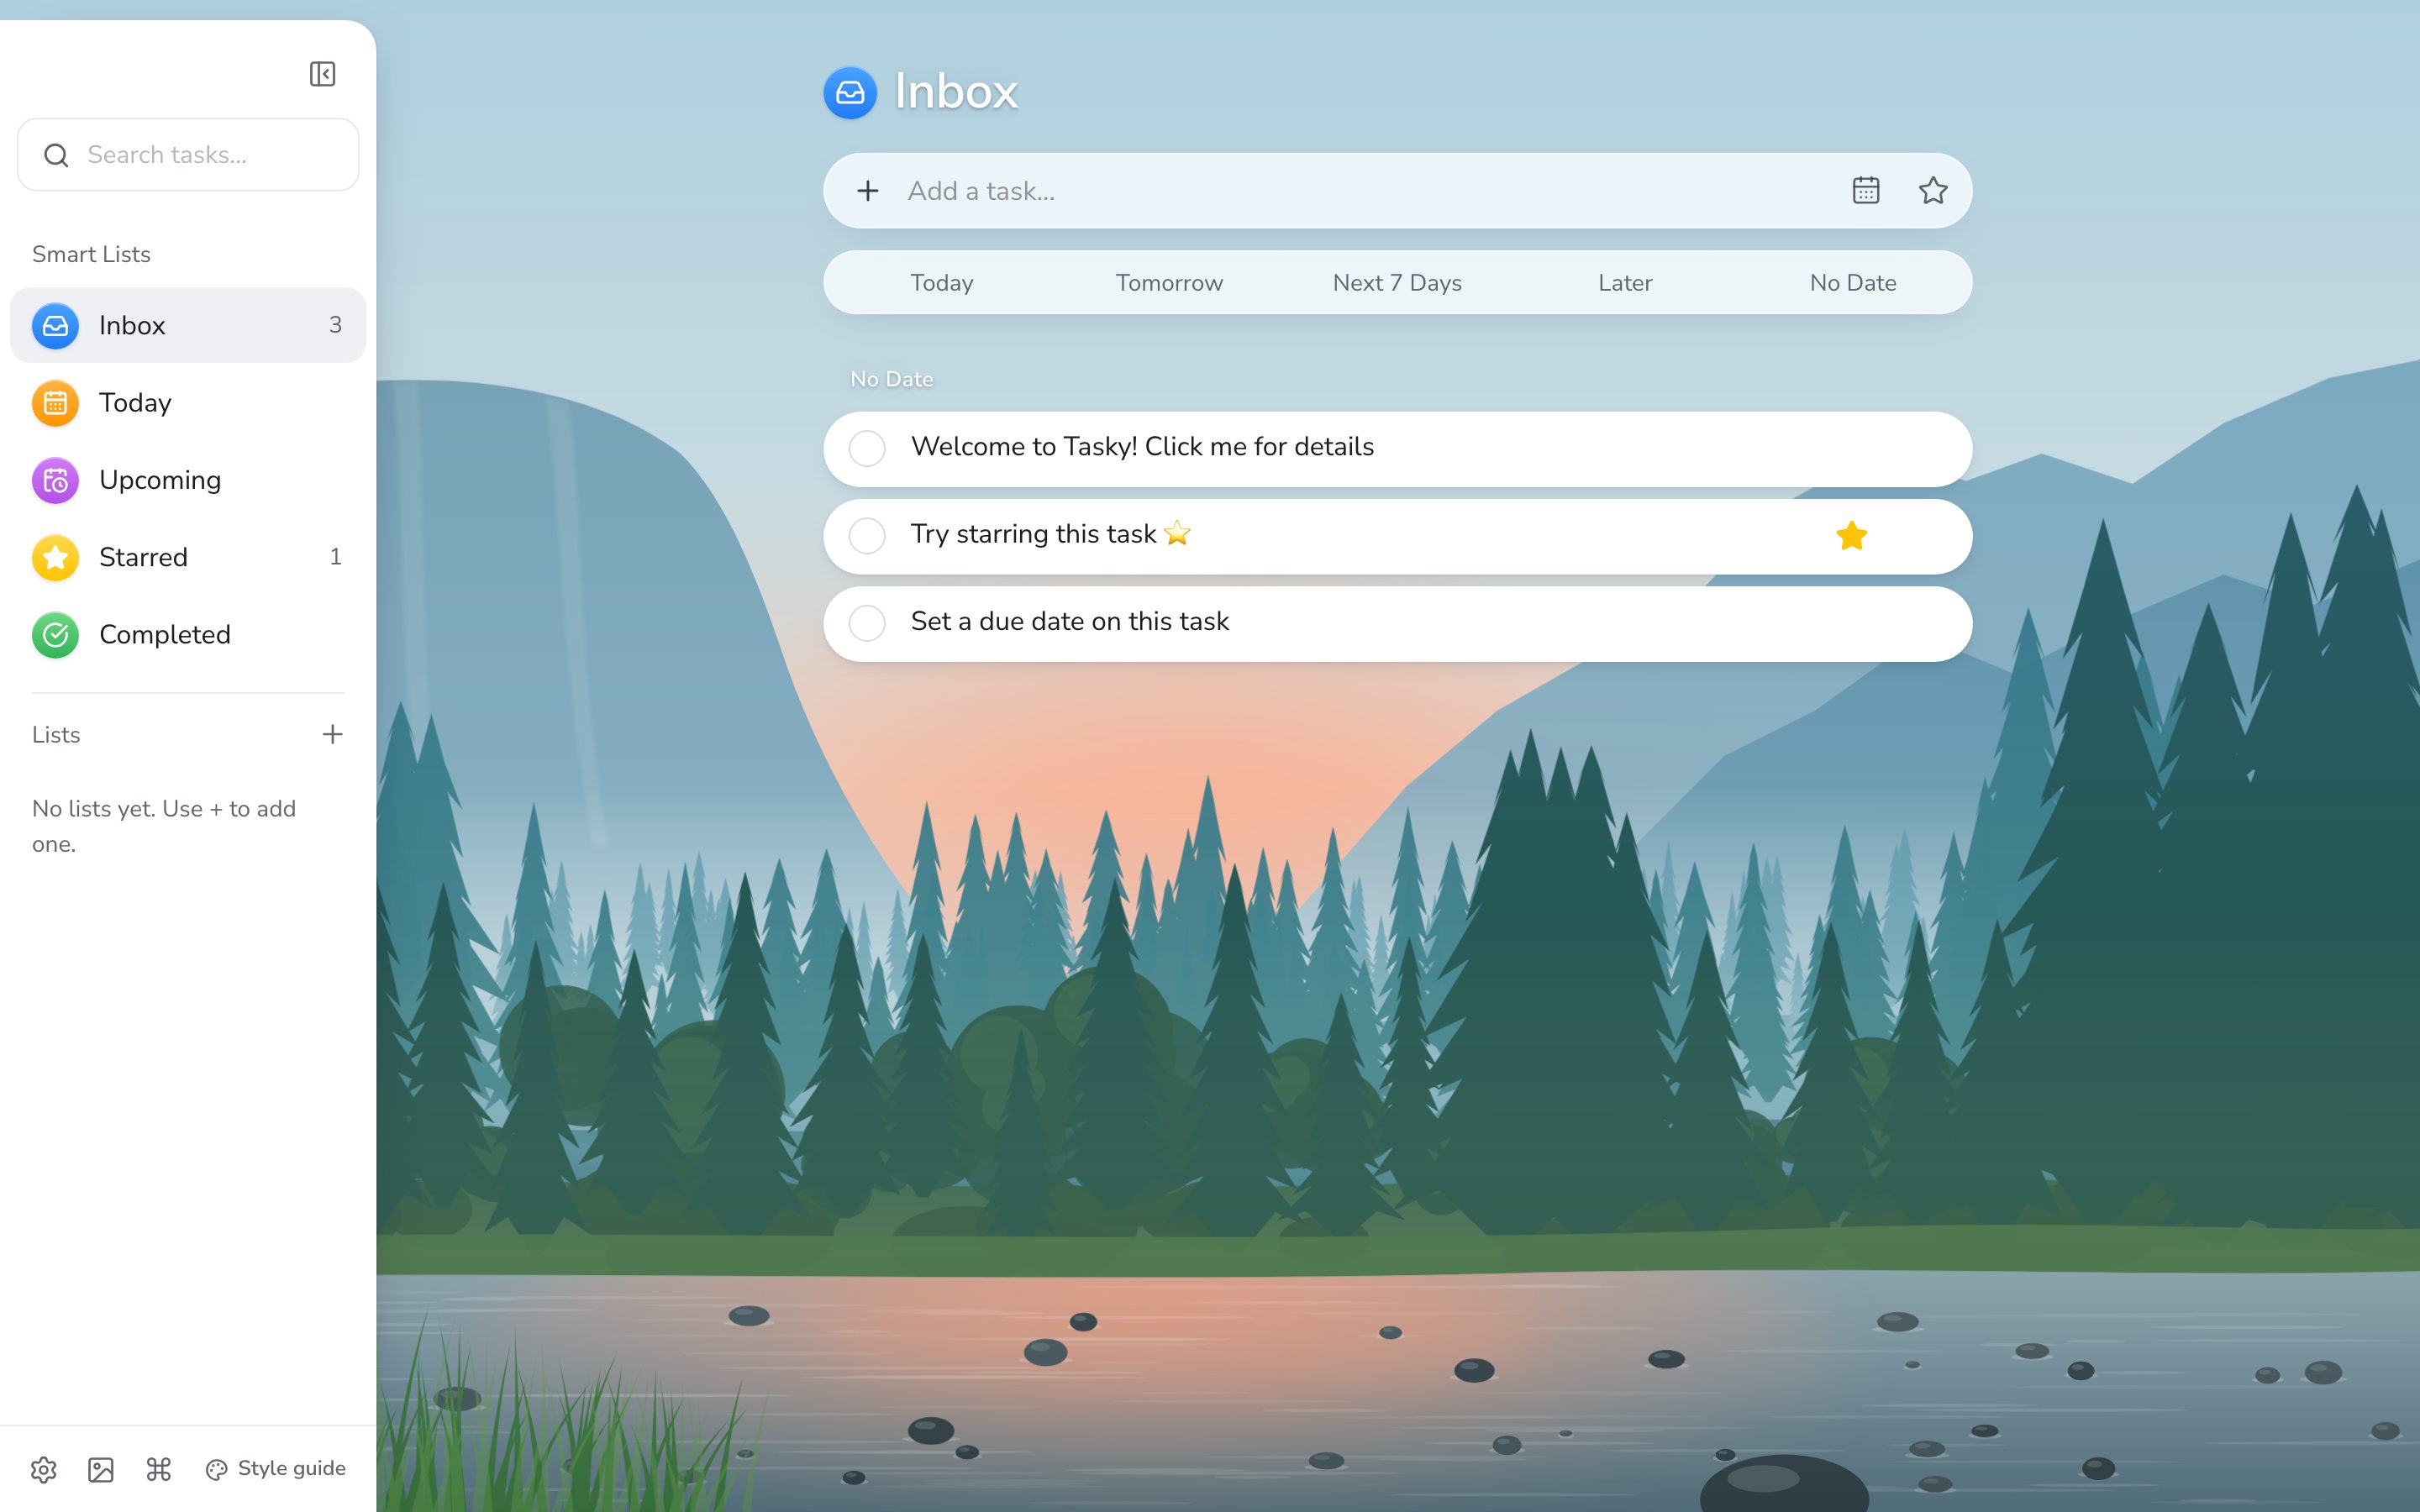 Search tasks...
Smart Lists
Inbox 3
Today
Upcoming
Starred 1
Completed
Lists
No lists yet. Use + to add
one.
Style guide
Inbox
Add a task...
Today Tomorrow Next 7 Days Later No Date
No Date
Welcome to Tasky! Click me for details
Try starring this task ⭐
Set a due date on this task